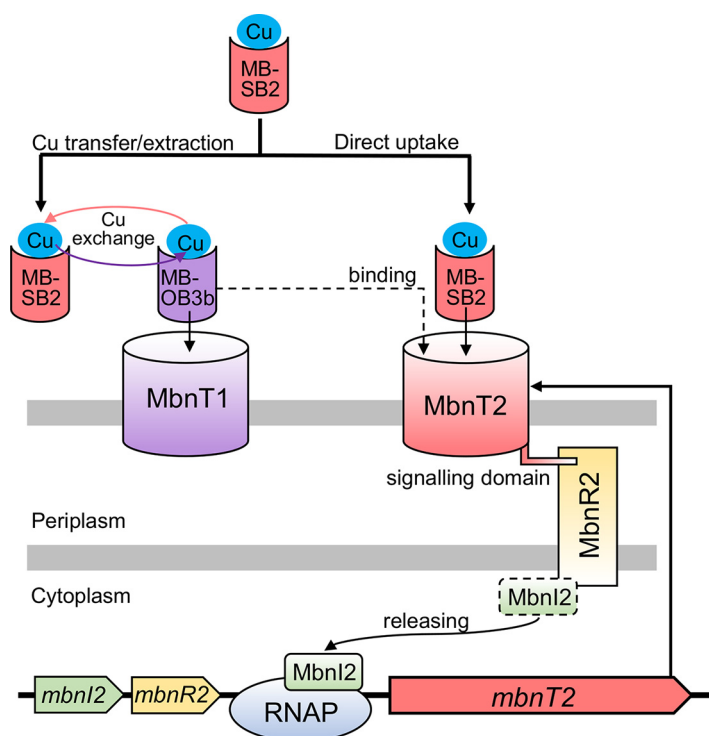 Cu
MB-
SB2
Cu transfer/extraction
Direct uptake
Cu
exchange
Cu
MB-
SB2
Cu
MB-
OB3b
binding
Cu
MB-
SB2
MbnT1
MbnT2
signalling domain
MbnR2
Periplasm
Cytoplasm
MbnI2
releasing
MbnI2
RNAP
mbnI2
mbnR2
mbnT2